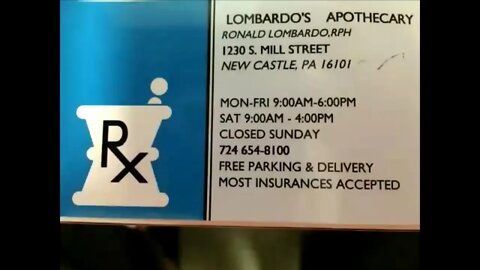 LOMBARDO'S APOTHECARY
RONALD LOMBARDO,RPH
1230 S. MILL STREET
NEW CASTLE, PA 16101
MON-FRI 9:00AM-6:00PM
SAT 9:00AM - 4:00PM
CLOSED SUNDAY
724 654-8100
FREE PARKING & DELIVERY
MOST INSURANCES ACCEPTED
Rx